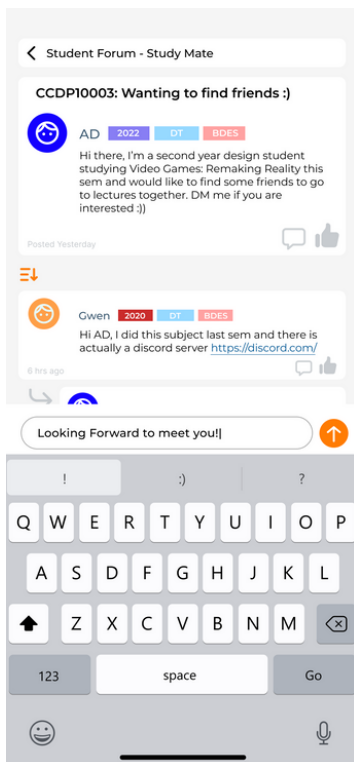 Student Forum - Study Mate
CCDP10003: Wanting to find friends :)
AD 2022 DT BDES
Hi there, I'm a second year design student
studying Video Games: Remaking Reality this
sem and would like to find some friends to go
to lectures together. DM me if you are
interested :))
Posted Yesterday
Gwen 2020 DT BDES
Hi AD, I did this subject last sem and there is
actually a discord server https://discord.com/
6 hrs ago
Looking Forward to meet you!
! :) ?
Q W E R T Y U I O P
A S D F G H J K L
Z X C V B N M
123 space Go